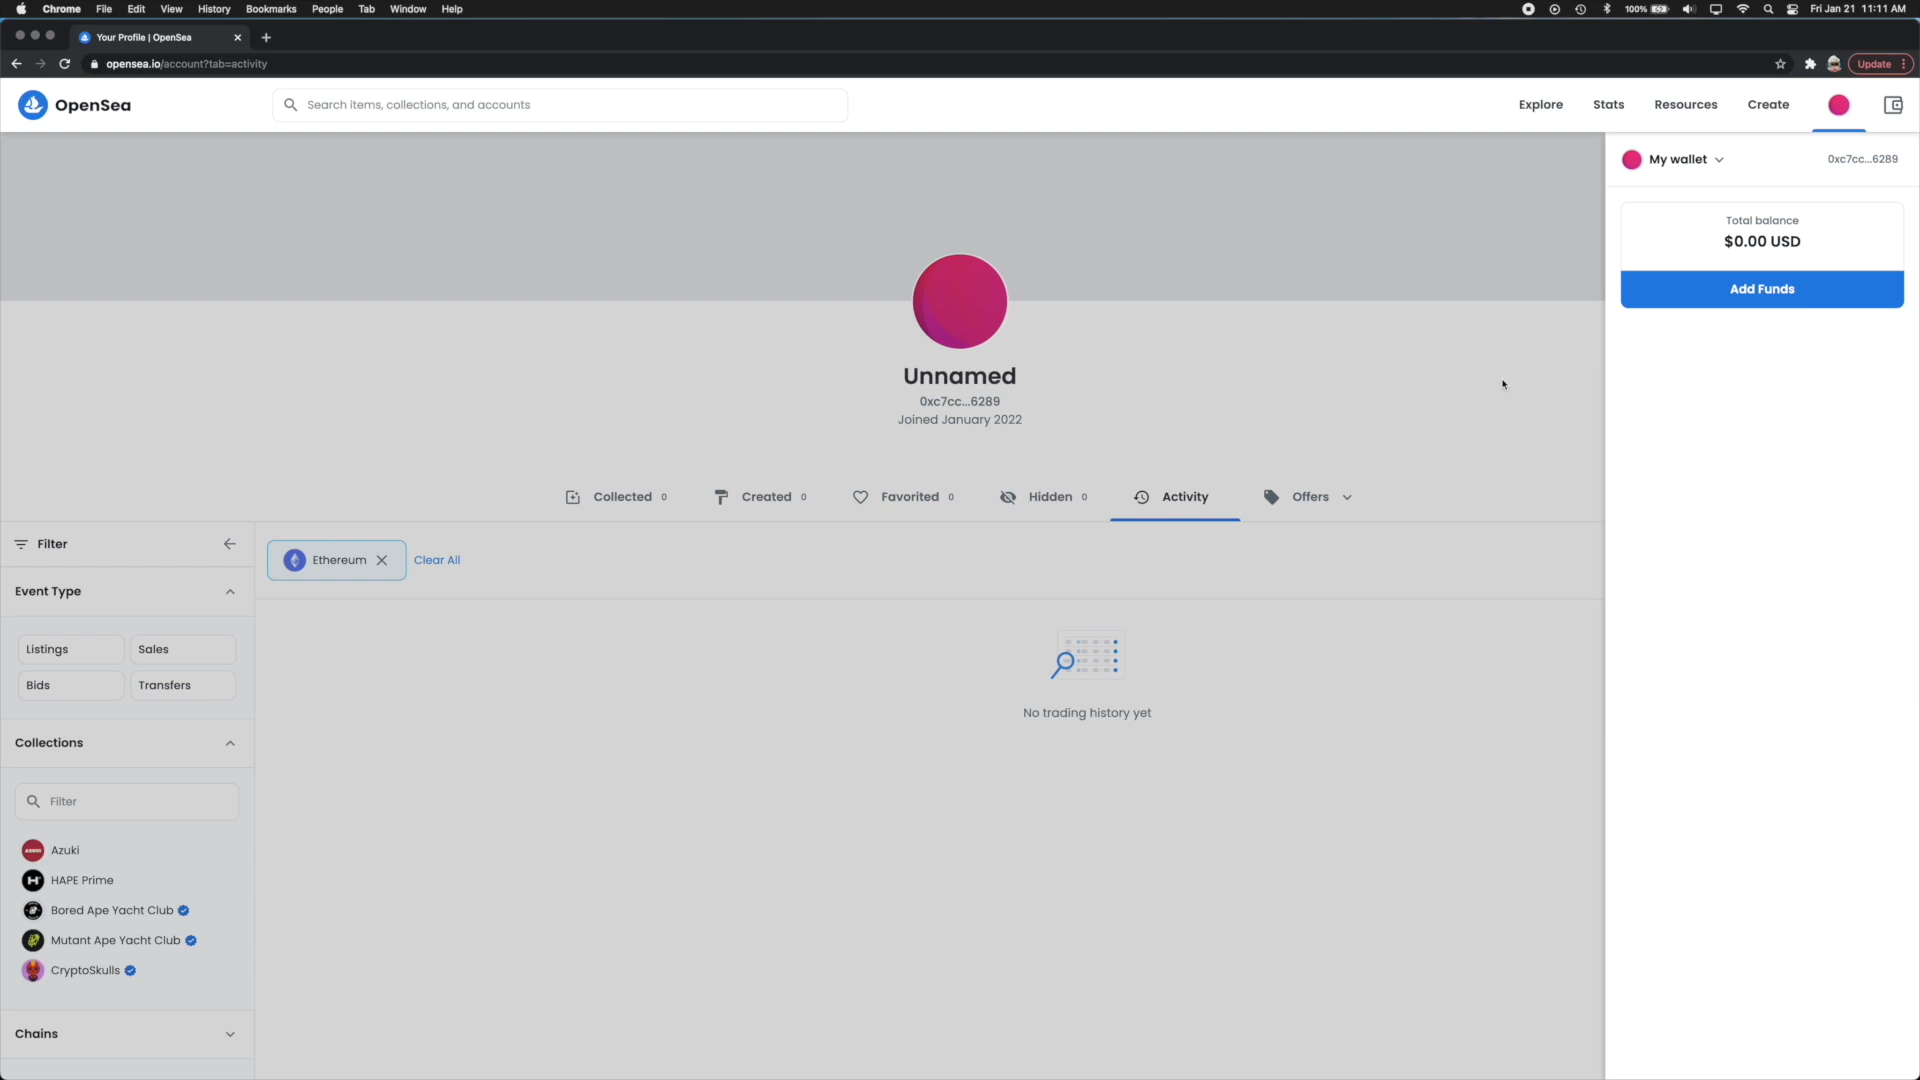 Chrome File Edit View History Bookmarks People Tab Window Help 100% Fri Jan 21 11:11 AM
Your Profile | OpenSea
opensea.io/account?tab=activity Update
OpenSea Search items, collections, and accounts Explore Stats Resources Create
My wallet 0xc7cc...6289
Total balance
$0.00 USD
Add Funds
Unnamed
0xc7cc...6289
Joined January 2022
Collected 0 Created 0 Favorited 0 Hidden 0 Activity Offers
Filter
Ethereum Clear All
Event Type
Listings Sales
Bids Transfers
No trading history yet
Collections
Filter
Azuki
HAPE Prime
Bored Ape Yacht Club
Mutant Ape Yacht Club
CryptoSkulls
Chains